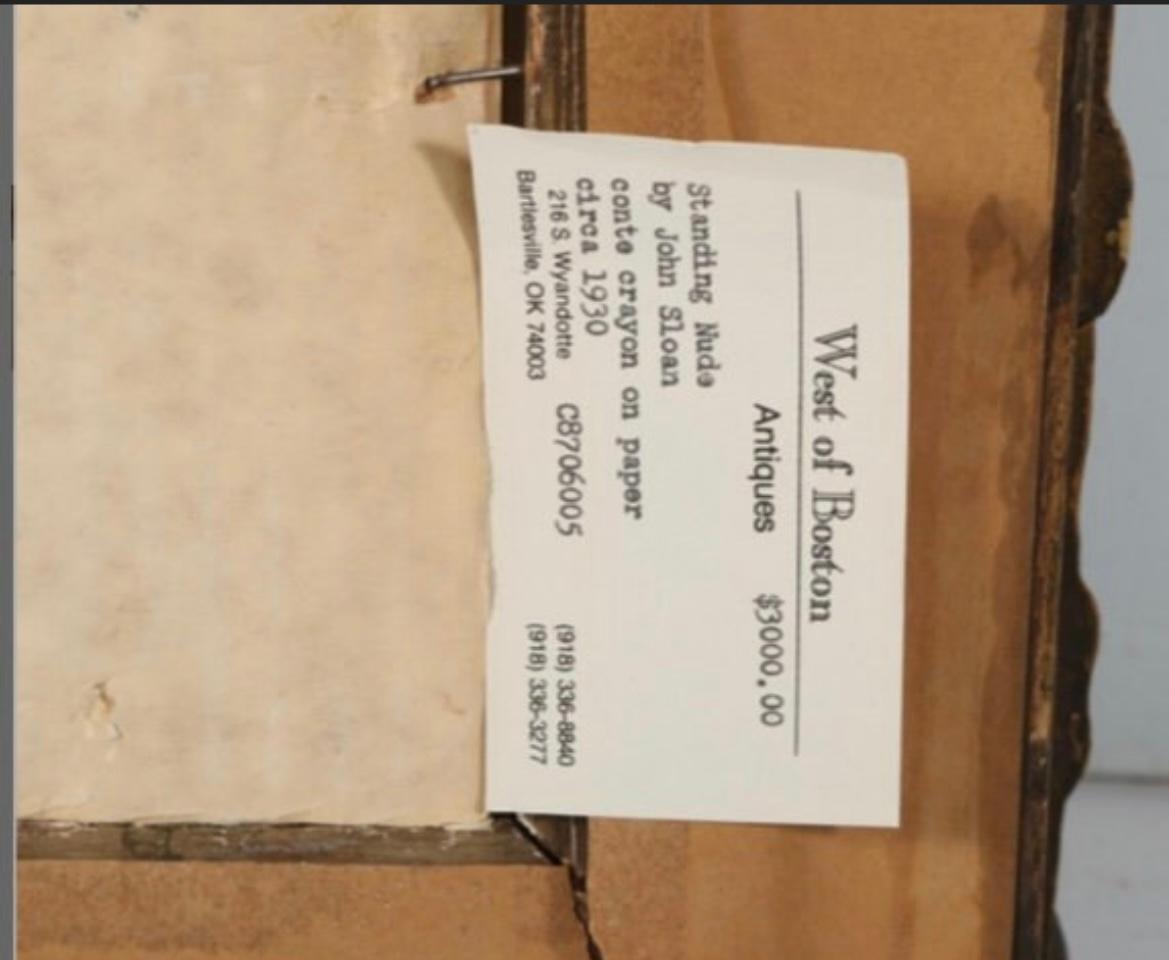 West of Boston
Antiques $3000.00
Standing Nude
by John Sloan
conte crayon on paper
circa 1930
216 S. Wyandotte C8706005 (918) 336-8840
Bartlesville, OK 74003 (918) 336-3277